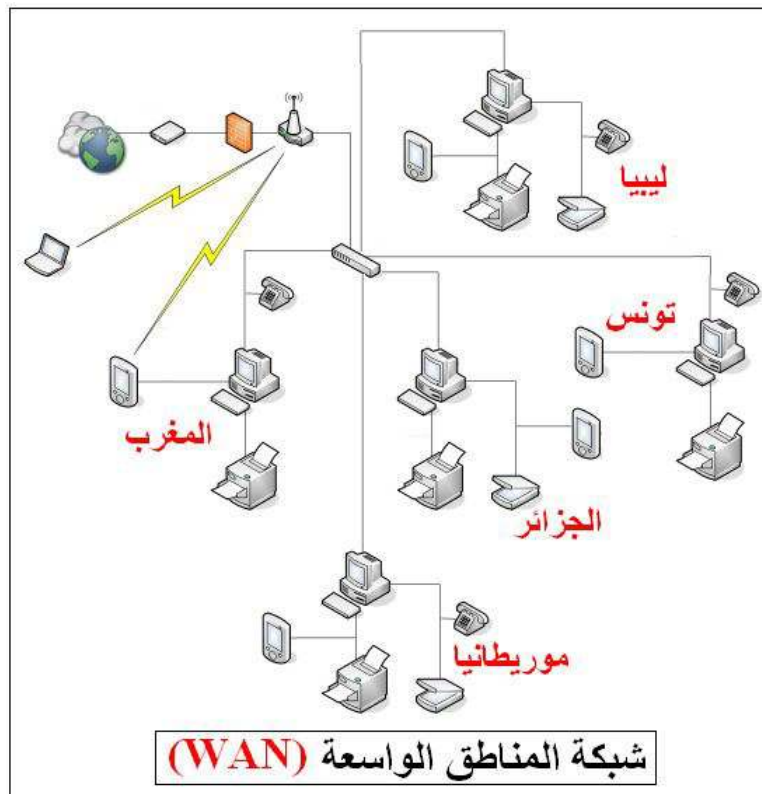 ليبيا
تونس
المغرب
الجزائر
موريطانيا
شبكة المناطق الواسعة (WAN)